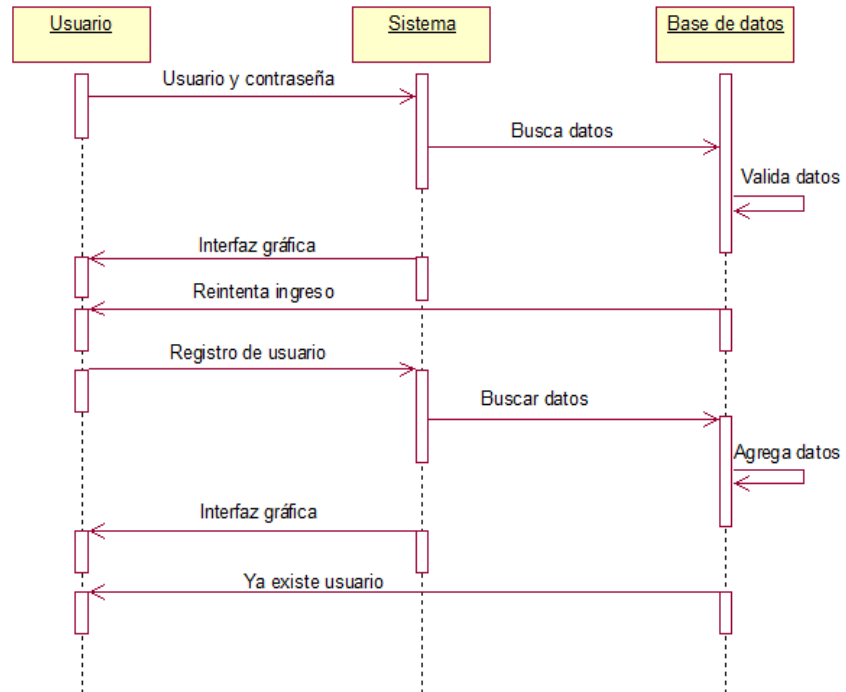 Usuario
Sistema
Base de datos
Usuario y contraseña
Busca datos
Valida datos
Interfaz gráfica
Reintenta ingreso
Registro de usuario
Buscar datos
Agrega datos
Interfaz gráfica
Ya existe usuario